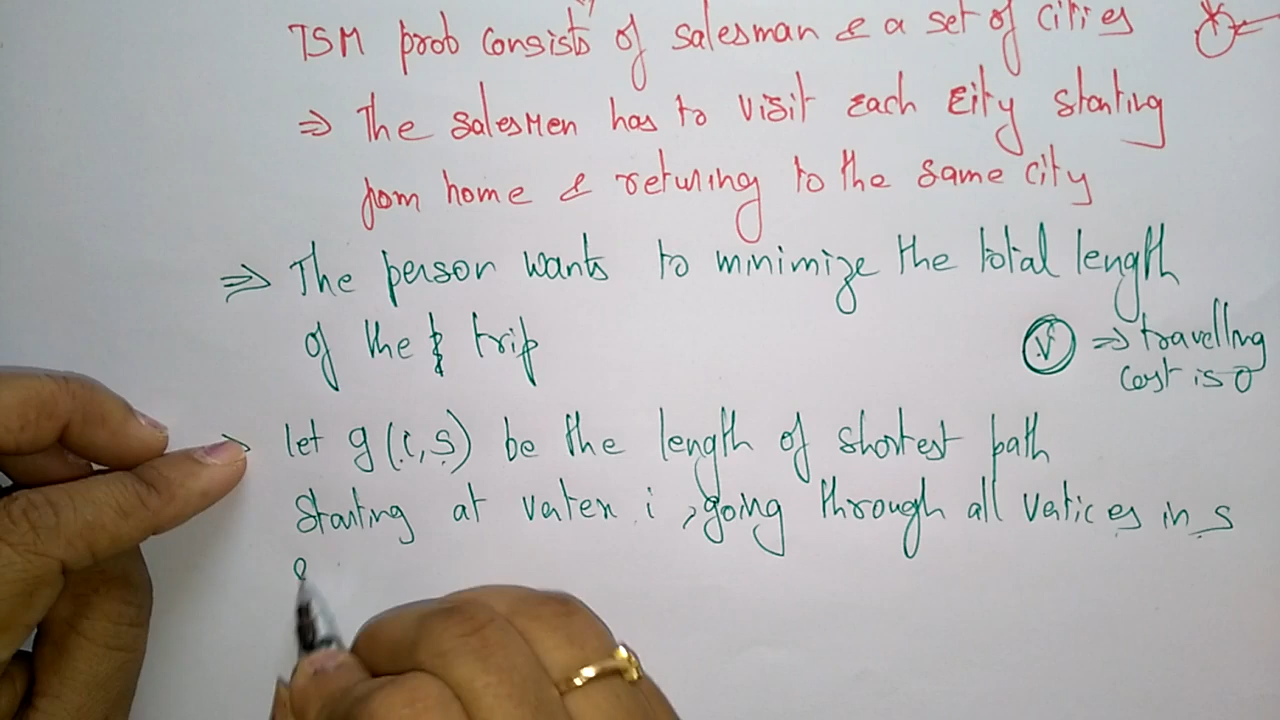 TSM prob consists of salesman & a set of cities
⇒ The salesMen has to visit each city starting
from home & returing to the same city
⇒ The person wants to minimize the total length
of the trip
V ⇒ travelling
cost is 0
let g(i,s) be the length of shortest path
starting at vertex i, going through all vertices in s